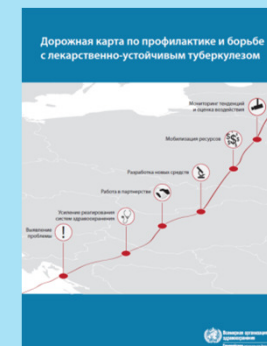 Дорожная карта по профилактике и борьбе
с лекарственно-устойчивым туберкулезом
Мониторинг тенденций
и оценка воздействия
Мобилизация ресурсов
Разработка новых средств
Работа в партнерстве
Усиление реагирования
систем здравоохранения
Выявление
проблемы
Всемирная организация
здравоохранения